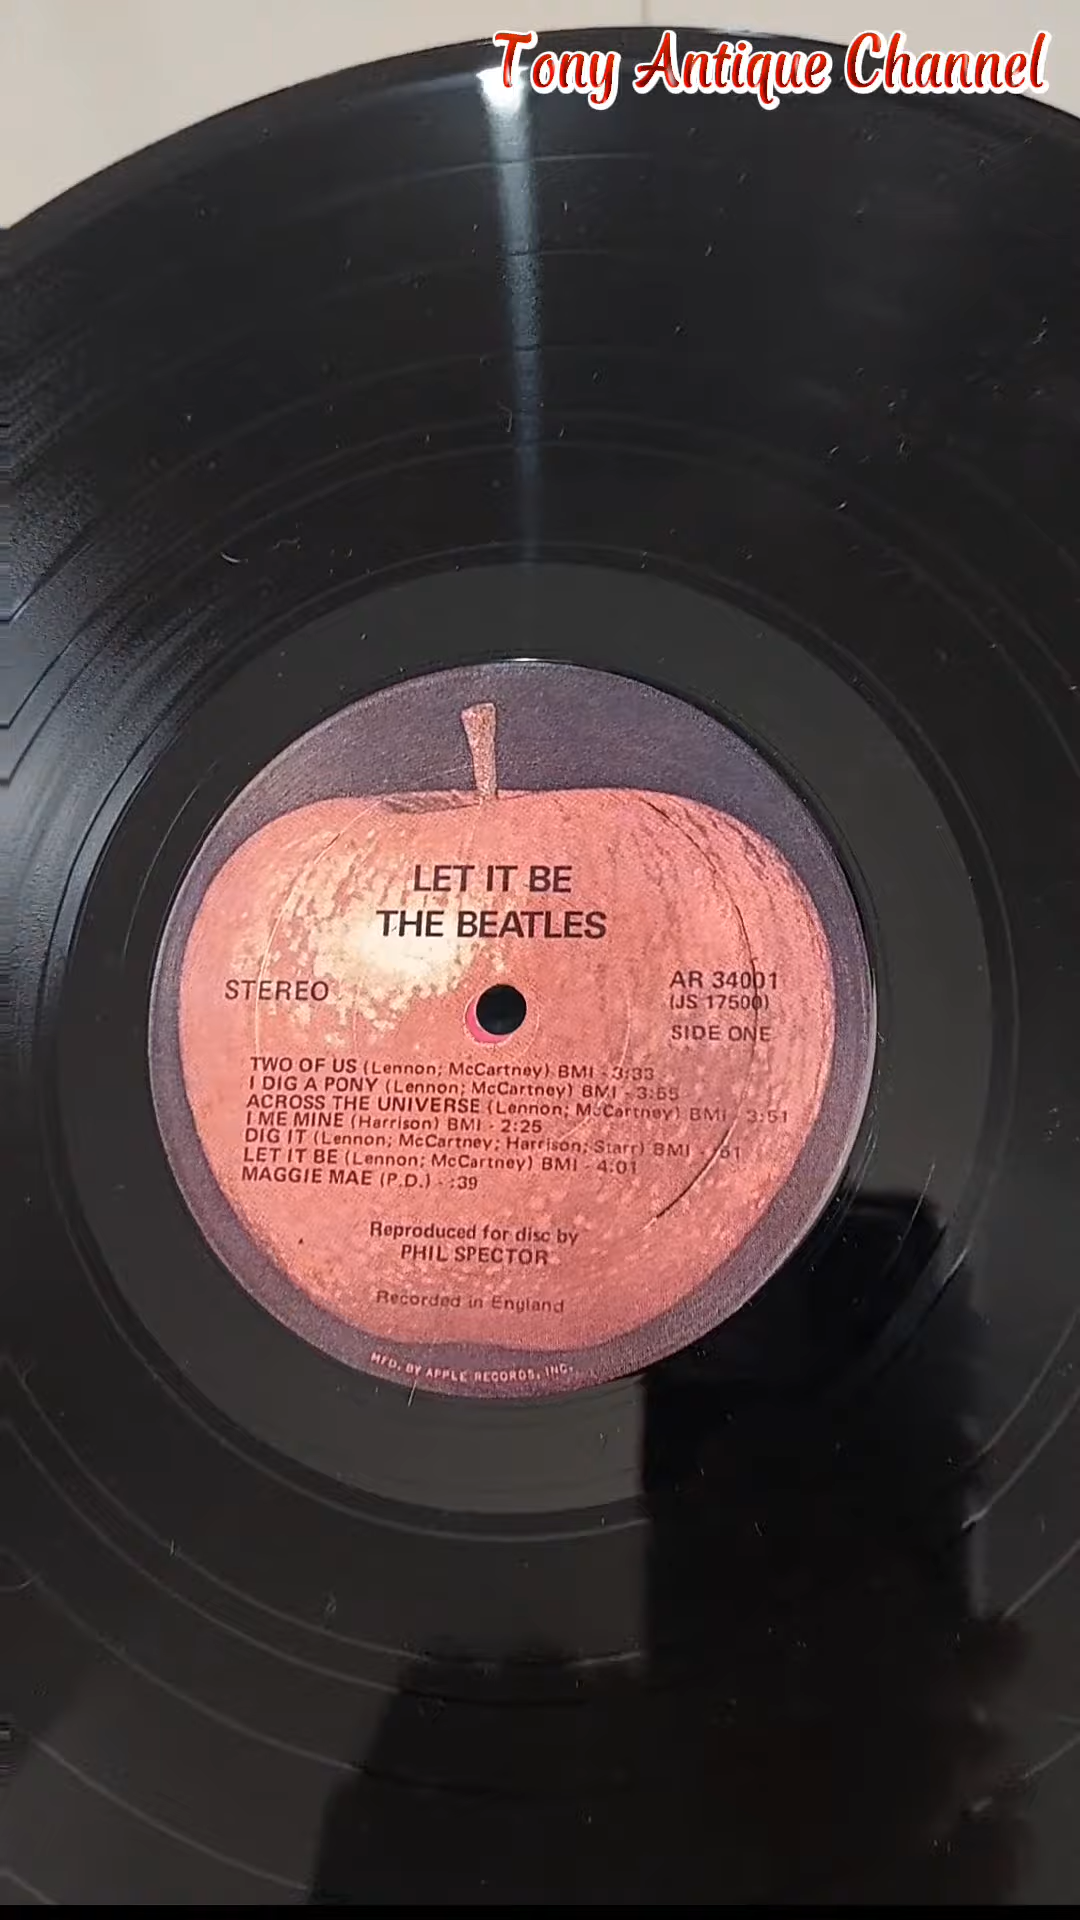 Tony Antique Channel
LET IT BE
THE BEATLES
STEREO
AR 34001
(JS 17500)
SIDE ONE
TWO OF US (Lennon; McCartney) BMI - 3:33
I DIG A PONY (Lennon; McCartney) BMI - 3:55
ACROSS THE UNIVERSE (Lennon; McCartney) BMI - 3:51
I ME MINE (Harrison) BMI - 2:25
DIG IT (Lennon; McCartney; Harrison; Starr) BMI - :51
LET IT BE (Lennon; McCartney) BMI - 4:01
MAGGIE MAE (P.D.) - :39
Reproduced for disc by
PHIL SPECTOR
Recorded in England
MFD. BY APPLE RECORDS, INC.